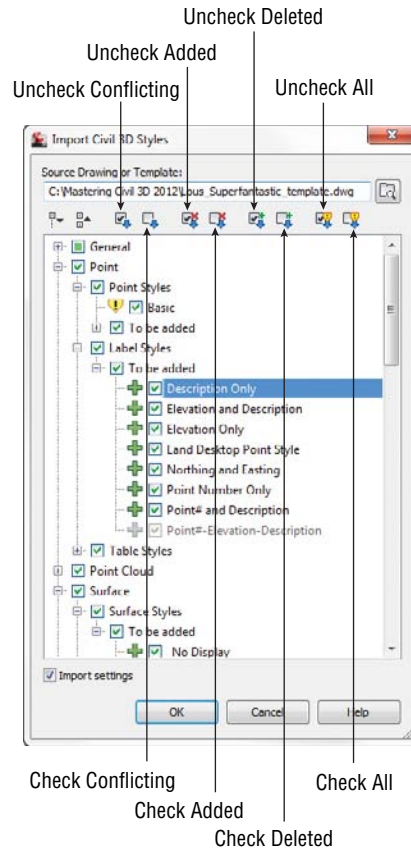 Uncheck Deleted
Uncheck Added
Uncheck Conflicting
Uncheck All
Import Civil 3D Styles
Source Drawing or Template:
C:\Mastering Civil 3D 2012\Lous_Superfantastic_template.dwg
General
Point
Point Styles
Basic
To be added
Label Styles
To be added
Description Only
Elevation and Description
Elevation Only
Land Desktop Point Style
Northing and Easting
Point Number Only
Point# and Description
Point#-Elevation-Description
Table Styles
Point Cloud
Surface
Surface Styles
To be added
No Display
Import settings
OK Cancel Help
Check Conflicting
Check All
Check Added
Check Deleted